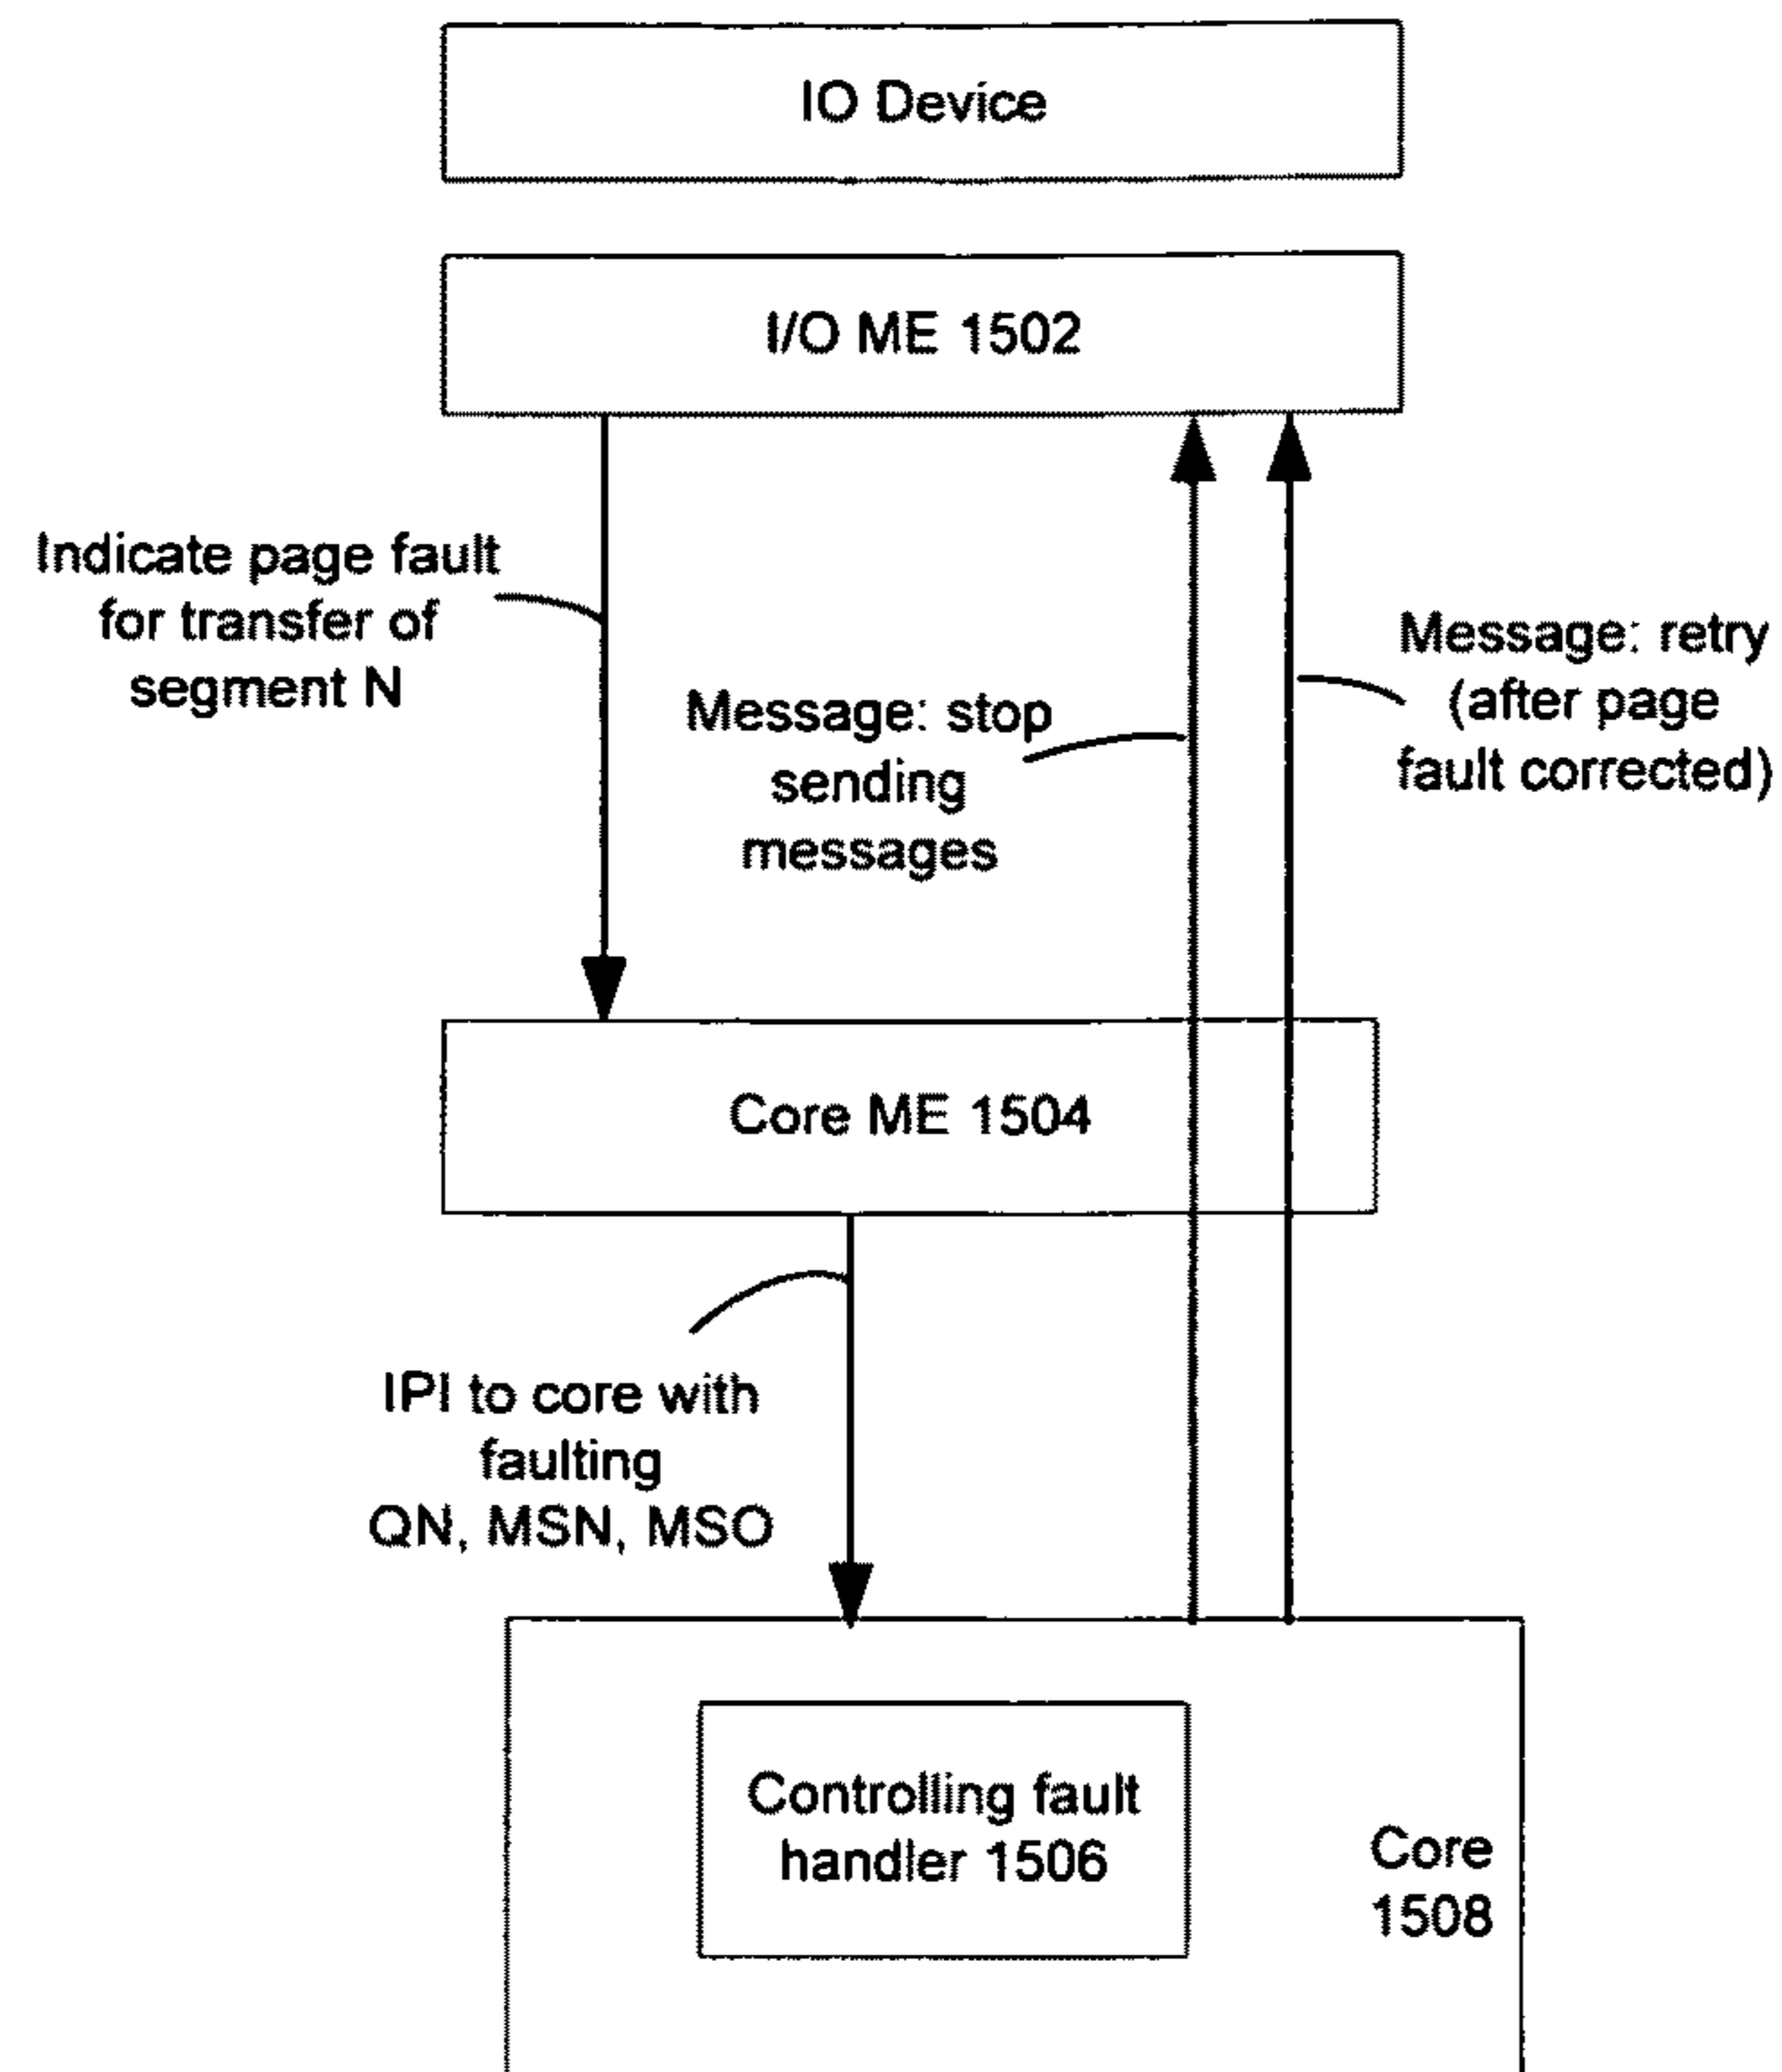 IO Device
I/O ME 1502
Indicate page fault
for transfer of
segment N
Message: stop
sending
messages
Message: retry
(after page
fault corrected)
Core ME 1504
IPI to core with
faulting
QN, MSN, MSO
Controlling fault
handler 1506
Core
1508